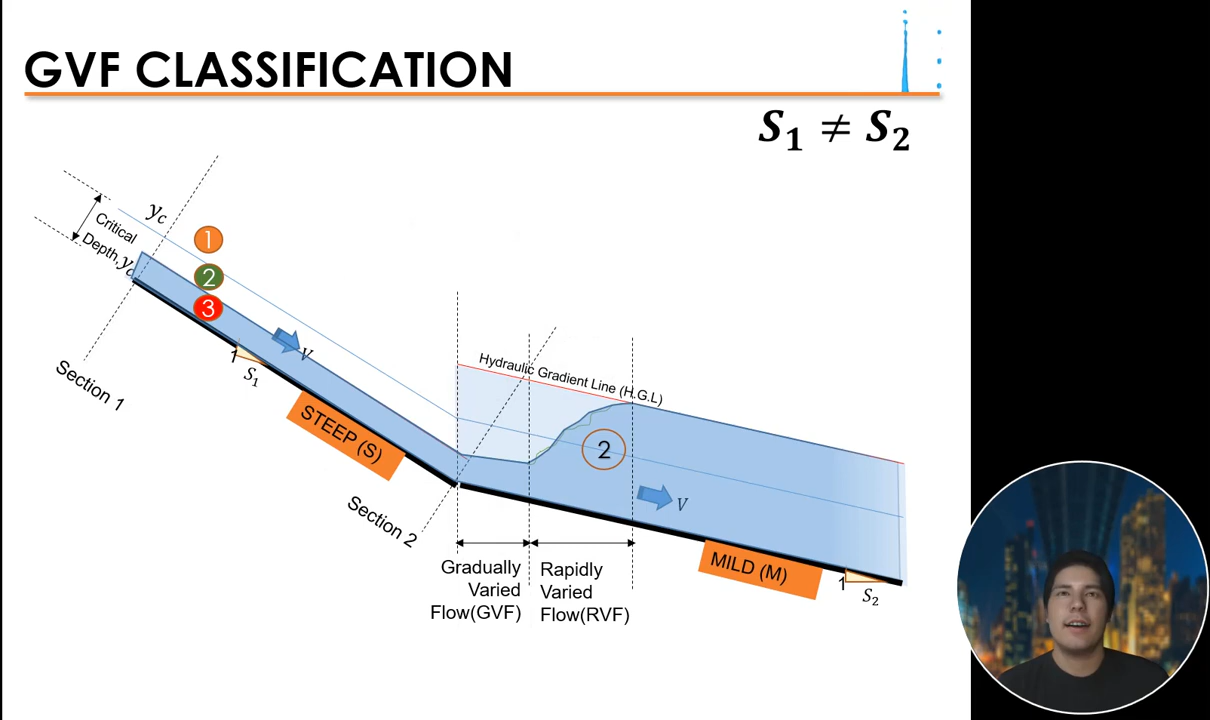 GVF CLASSIFICATION
S₁ ≠ S₂
y_c
Critical
Depth, y_c
1
2
3
V
1
S₁
Section 1
STEEP (S)
Section 2
Hydraulic Gradient Line (H.G.L)
2
V
Gradually
Varied
Flow(GVF)
Rapidly
Varied
Flow(RVF)
MILD (M)
1
S₂